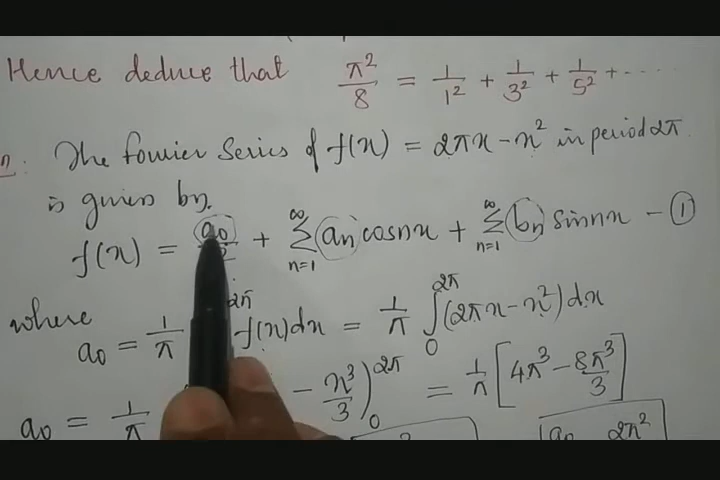 Hence deduce that π²/8 = 1/1² + 1/3² + 1/5² + ....
The Fourier Series of f(x) = 2πx - x² in period 2π.
is given by.
f(x) = a₀/2 + ∑ₙ₌₁^∞ aₙ cosnx + ∑ₙ₌₁^∞ bₙ sinnx - ①
where
a₀ = 1/π f(x)dx = 1/π ∫₀^2π (2πx - x²)dx
a₀ = 1/π - x³/3)₀^2π = 1/π [4π³ - 8π³/3]
a₀ 2π²